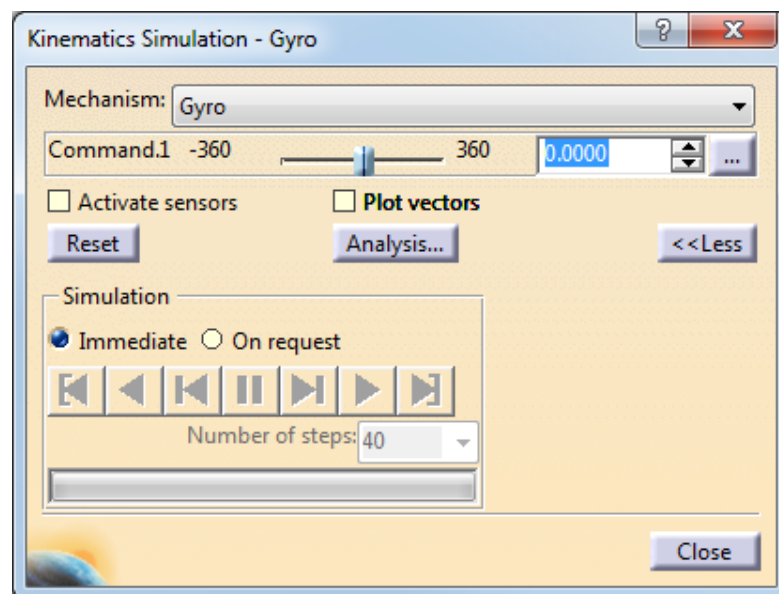 Kinematics Simulation - Gyro
Mechanism: Gyro
Command.1 -360 360 0.0000 ...
Activate sensors Plot vectors
Reset Analysis... <<Less
Simulation
Immediate On request
Number of steps: 40
Close